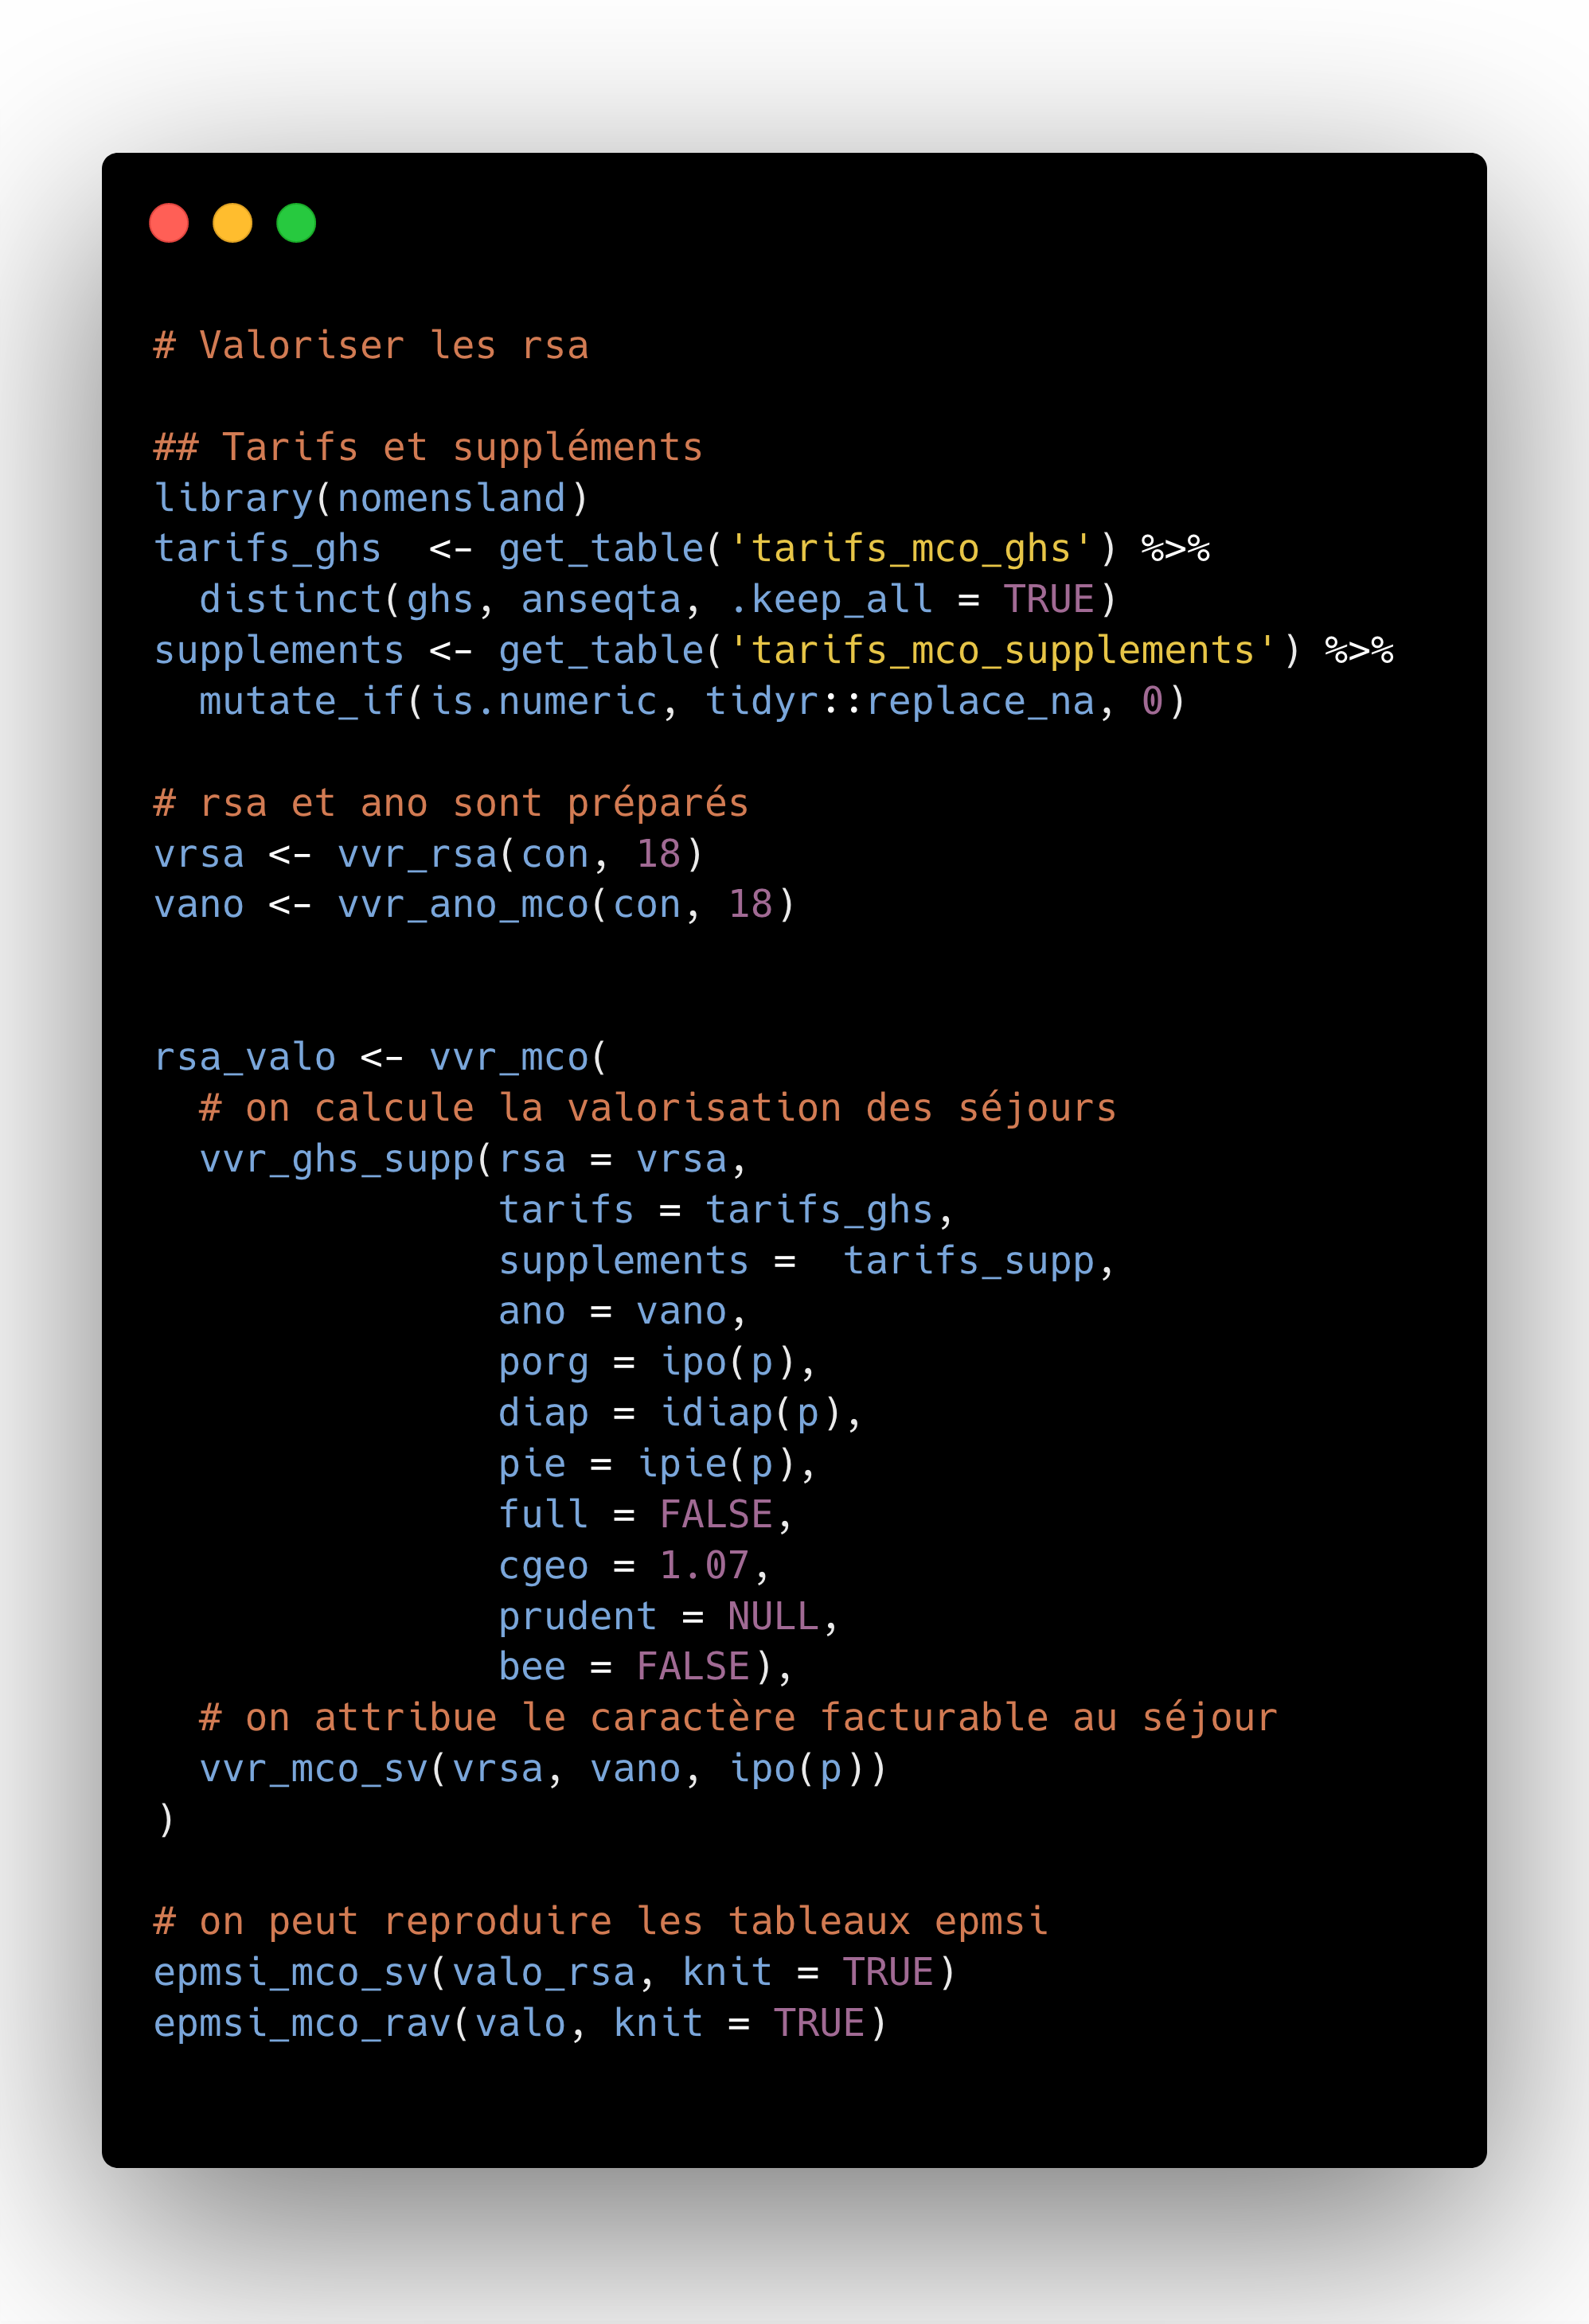 # Valoriser les rsa
## Tarifs et suppléments
library(nomensland)
tarifs_ghs  <- get_table('tarifs_mco_ghs') %>%
  distinct(ghs, anseqta, .keep_all = TRUE)
supplements <- get_table('tarifs_mco_supplements') %>%
  mutate_if(is.numeric, tidyr::replace_na, 0)
# rsa et ano sont préparés
vrsa <- vvr_rsa(con, 18)
vano <- vvr_ano_mco(con, 18)
rsa_valo <- vvr_mco(
  # on calcule la valorisation des séjours
  vvr_ghs_supp(rsa = vrsa,
               tarifs = tarifs_ghs,
               supplements =  tarifs_supp,
               ano = vano,
               porg = ipo(p),
               diap = idiap(p),
               pie = ipie(p),
               full = FALSE,
               cgeo = 1.07,
               prudent = NULL,
               bee = FALSE),
  # on attribue le caractère facturable au séjour
  vvr_mco_sv(vrsa, vano, ipo(p))
)
# on peut reproduire les tableaux epmsi
epmsi_mco_sv(valo_rsa, knit = TRUE)
epmsi_mco_rav(valo, knit = TRUE)